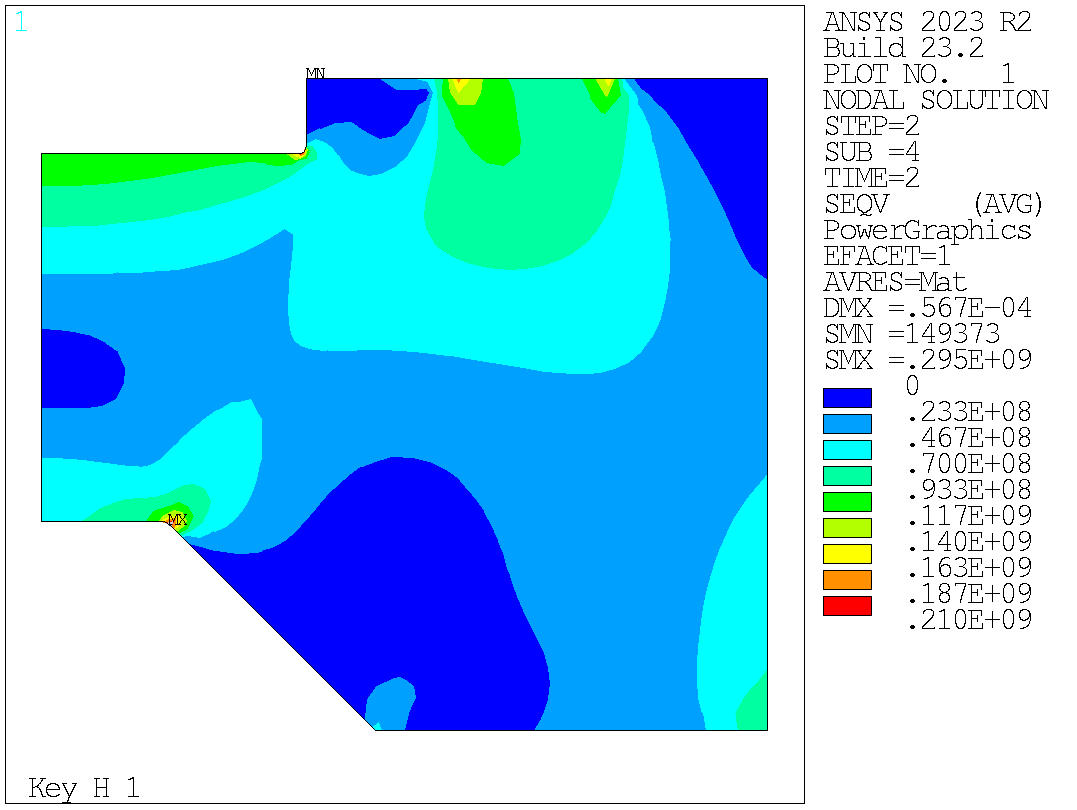 1
ANSYS 2023 R2
Build 23.2
PLOT NO.   1
NODAL SOLUTION
STEP=2
SUB =4
TIME=2
SEQV     (AVG)
PowerGraphics
EFACET=1
AVRES=Mat
DMX =.567E-04
SMN =149373
SMX =.295E+09
0
.233E+08
.467E+08
.700E+08
.933E+08
.117E+09
.140E+09
.163E+09
.187E+09
.210E+09
MN
MX
Key H 1